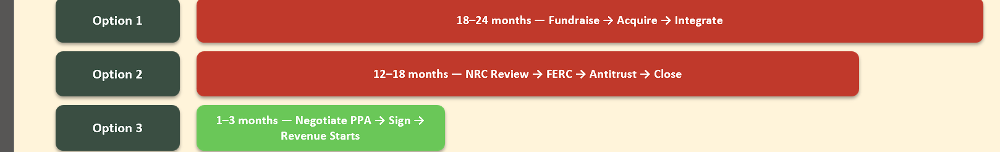 Option 1
18–24 months — Fundraise → Acquire → Integrate
Option 2
12–18 months — NRC Review → FERC → Antitrust → Close
Option 3
1–3 months — Negotiate PPA → Sign →
Revenue Starts